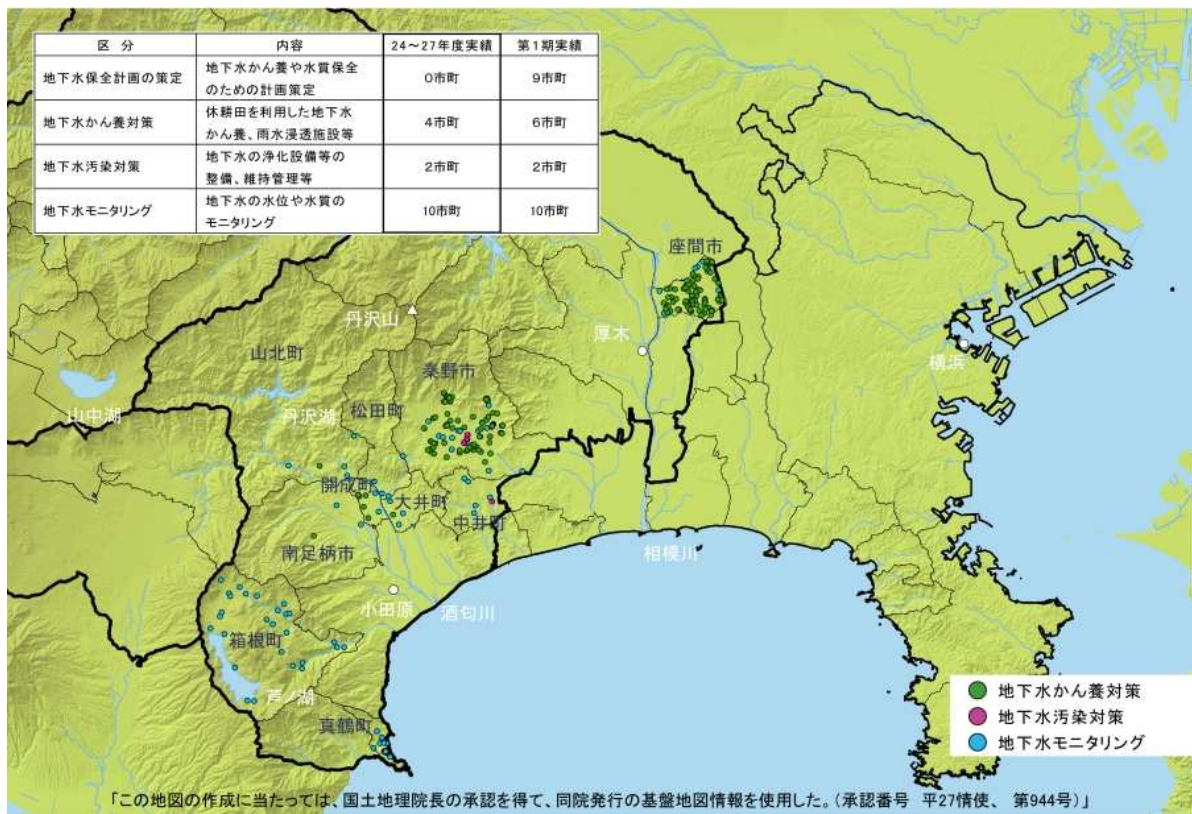 区 分 内容 24～27年度実績 第1期実績
地下水保全計画の策定 地下水かん養や水質保全 0市町 9市町
のための計画策定
地下水かん養対策 休耕田を利用した地下水 4市町 6市町
かん養、雨水浸透施設等
地下水汚染対策 地下水の浄化設備等の 2市町 2市町
整備、維持管理等
地下水モニタリング 地下水の水位や水質の 10市町 10市町
モニタリング
座間市
丹沢山
厚木
横浜
山北町
秦野市
山中湖
丹沢湖
松田町
開成町
大井町
中井町
南足柄市
相模川
小田原
酒匂川
箱根町
芦ノ湖
真鶴町
地下水かん養対策
地下水汚染対策
地下水モニタリング
「この地図の作成に当たっては、国土地理院長の承認を得て、同院発行の基盤地図情報を使用した。(承認番号 平27情使、 第944号)」